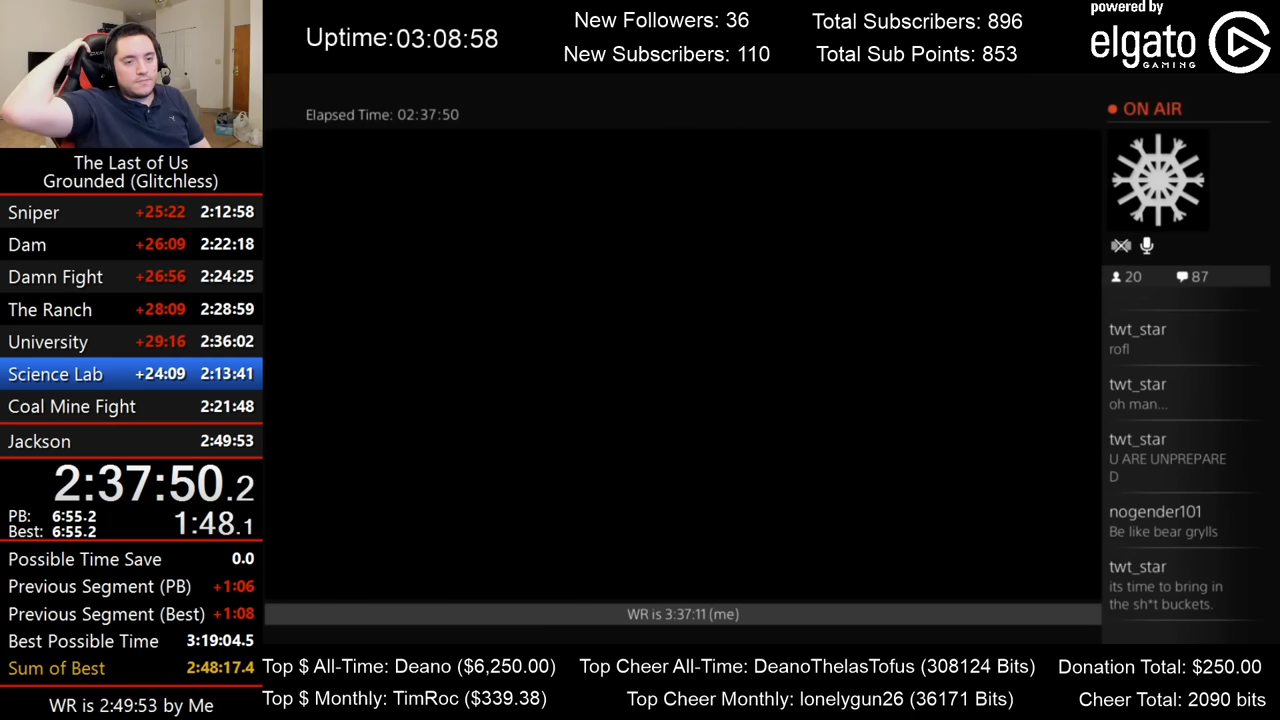 Uptime: 03:08:58
New Followers: 36
New Subscribers: 110
Total Subscribers: 896
Total Sub Points: 853
powered by
elgato
GAMING
The Last of Us
Grounded (Glitchless)
Sniper +25:22 2:12:58
Dam +26:09 2:22:18
Damn Fight +26:56 2:24:25
The Ranch +28:09 2:28:59
University +29:16 2:36:02
Science Lab +24:09 2:13:41
Coal Mine Fight 2:21:48
Jackson 2:49:53
2:37:50.2
PB: 6:55.2
Best: 6:55.2
1:48.1
Possible Time Save 0.0
Previous Segment (PB) +1:06
Previous Segment (Best) +1:08
Best Possible Time 3:19:04.5
Sum of Best 2:48:17.4
WR is 2:49:53 by Me
Elapsed Time: 02:37:50
WR is 3:37:11 (me)
ON AIR
20 87
twt_star
rofl
twt_star
oh man...
twt_star
U ARE UNPREPARE
D
nogender101
Be like bear grylls
twt_star
its time to bring in
the sh*t buckets.
Top $ All-Time: Deano ($6,250.00)
Top Cheer All-Time: DeanoThelasTofus (308124 Bits)
Donation Total: $250.00
Top $ Monthly: TimRoc ($339.38)
Top Cheer Monthly: lonelygun26 (36171 Bits)
Cheer Total: 2090 bits